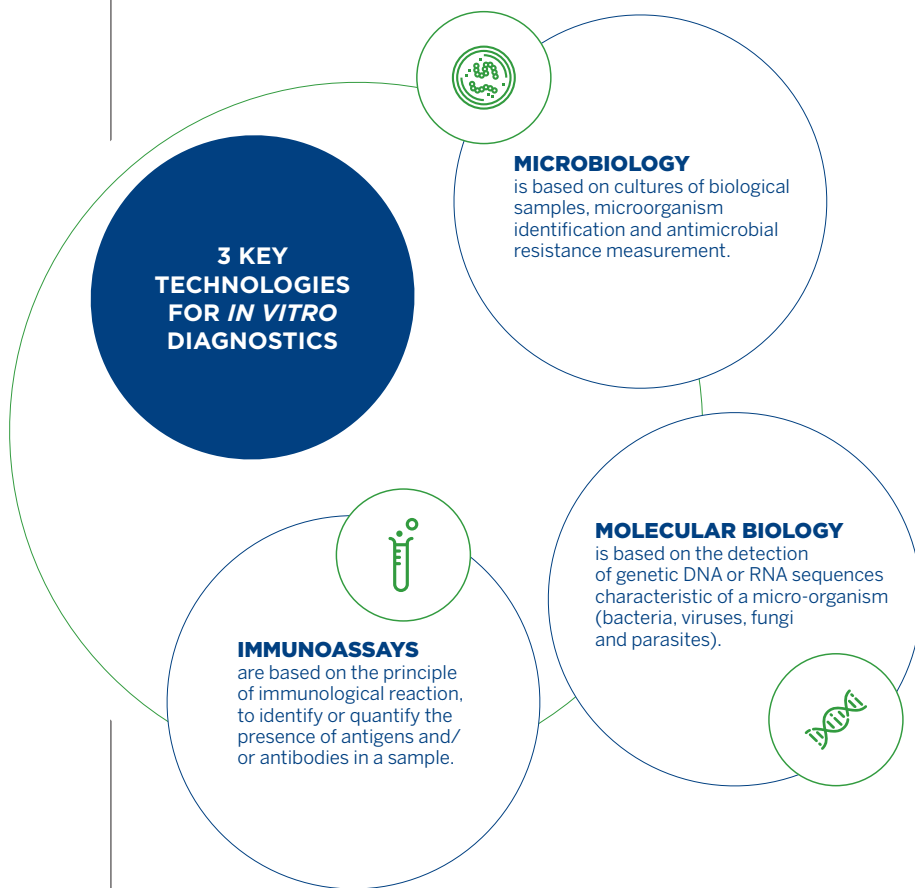 3 KEY
TECHNOLOGIES
FOR IN VITRO
DIAGNOSTICS
MICROBIOLOGY
is based on cultures of biological
samples, microorganism
identification and antimicrobial
resistance measurement.
MOLECULAR BIOLOGY
is based on the detection
of genetic DNA or RNA sequences
characteristic of a micro-organism
(bacteria, viruses, fungi
and parasites).
IMMUNOASSAYS
are based on the principle
of immunological reaction,
to identify or quantify the
presence of antigens and/
or antibodies in a sample.